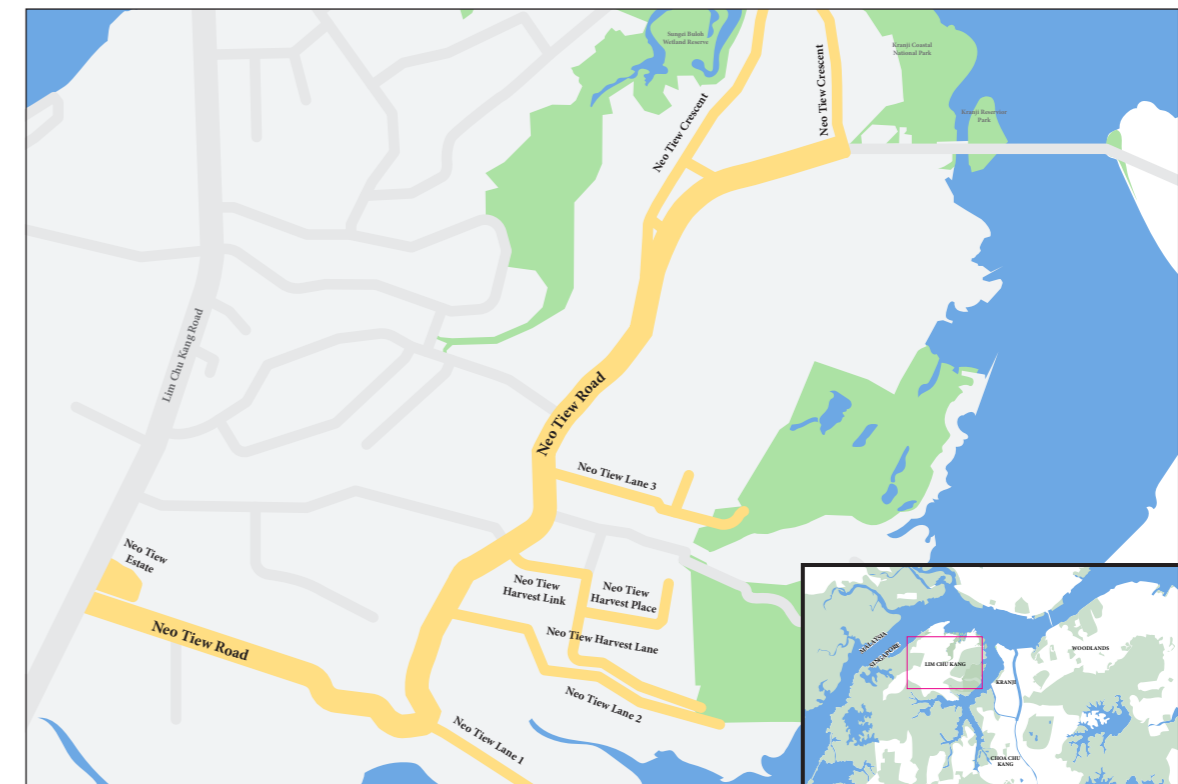 Sungei Buloh
Wetland Reserve
Kranji Coastal
National Park
Neo Tiew Crescent
Neo Tiew Crescent
Kranji Reservoir
Park
Lim Chu Kang Road
Neo Tiew Road
Neo Tiew Lane 3
Neo Tiew
Estate
Neo Tiew
Harvest Link
Neo Tiew
Harvest Place
Neo Tiew Road
Neo Tiew Harvest Lane
Neo Tiew Lane 2
Neo Tiew Lane 1
MALAYSIA
SINGAPORE
WOODLANDS
LIM CHU KANG
KRANJI
CHOA CHU
KANG